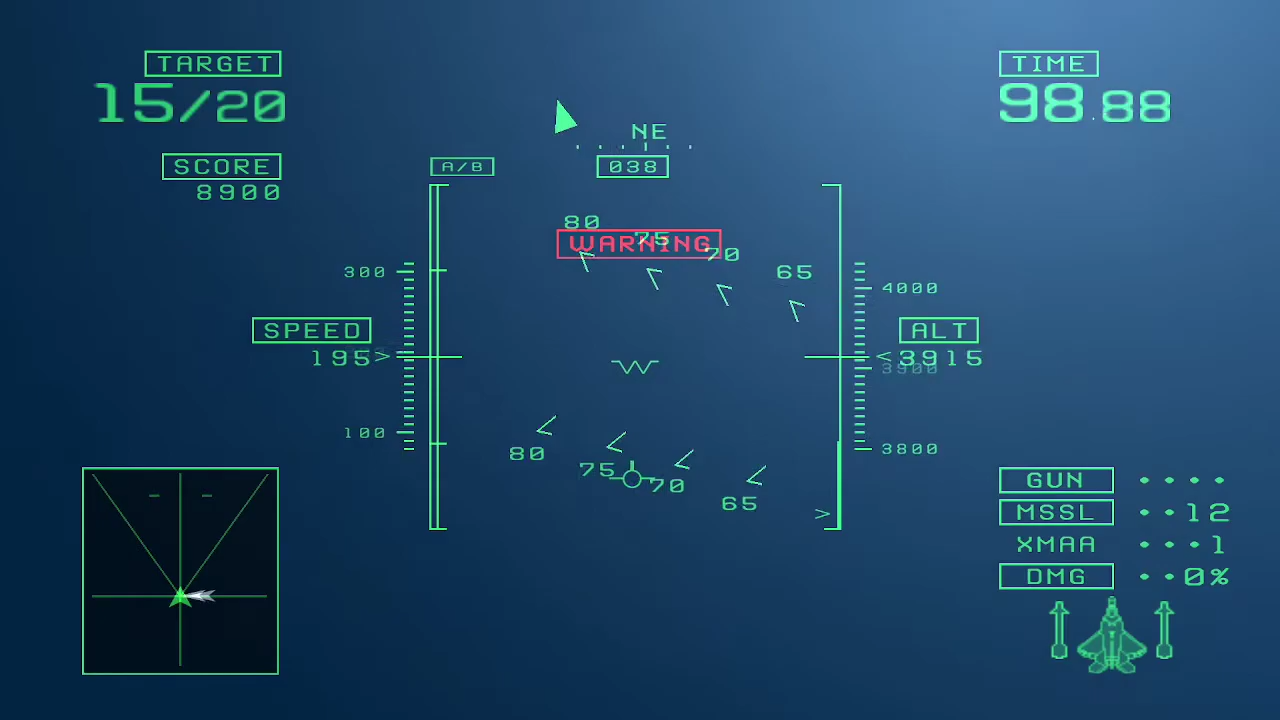 TARGET
15/20
SCORE
8900
TIME
98.88
NE
038
A/B
80
WARNING
75
70
65
300
SPEED
195>
100
4000
ALT
<3915
3900
3800
80
75
70
65
>
GUN
MSSL 12
XMAA 1
DMG 0%